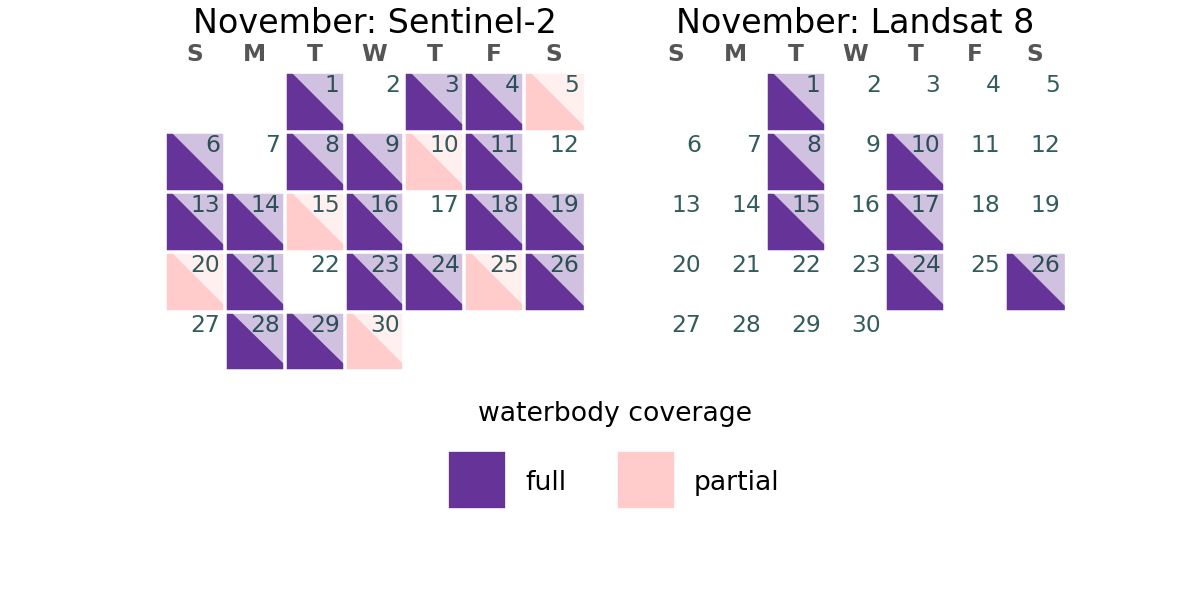 November: Sentinel-2
S M T W T F S
1 2 3 4 5
6 7 8 9 10 11 12
13 14 15 16 17 18 19
20 21 22 23 24 25 26
27 28 29 30
November: Landsat 8
S M T W T F S
1 2 3 4 5
6 7 8 9 10 11 12
13 14 15 16 17 18 19
20 21 22 23 24 25 26
27 28 29 30
waterbody coverage
full partial